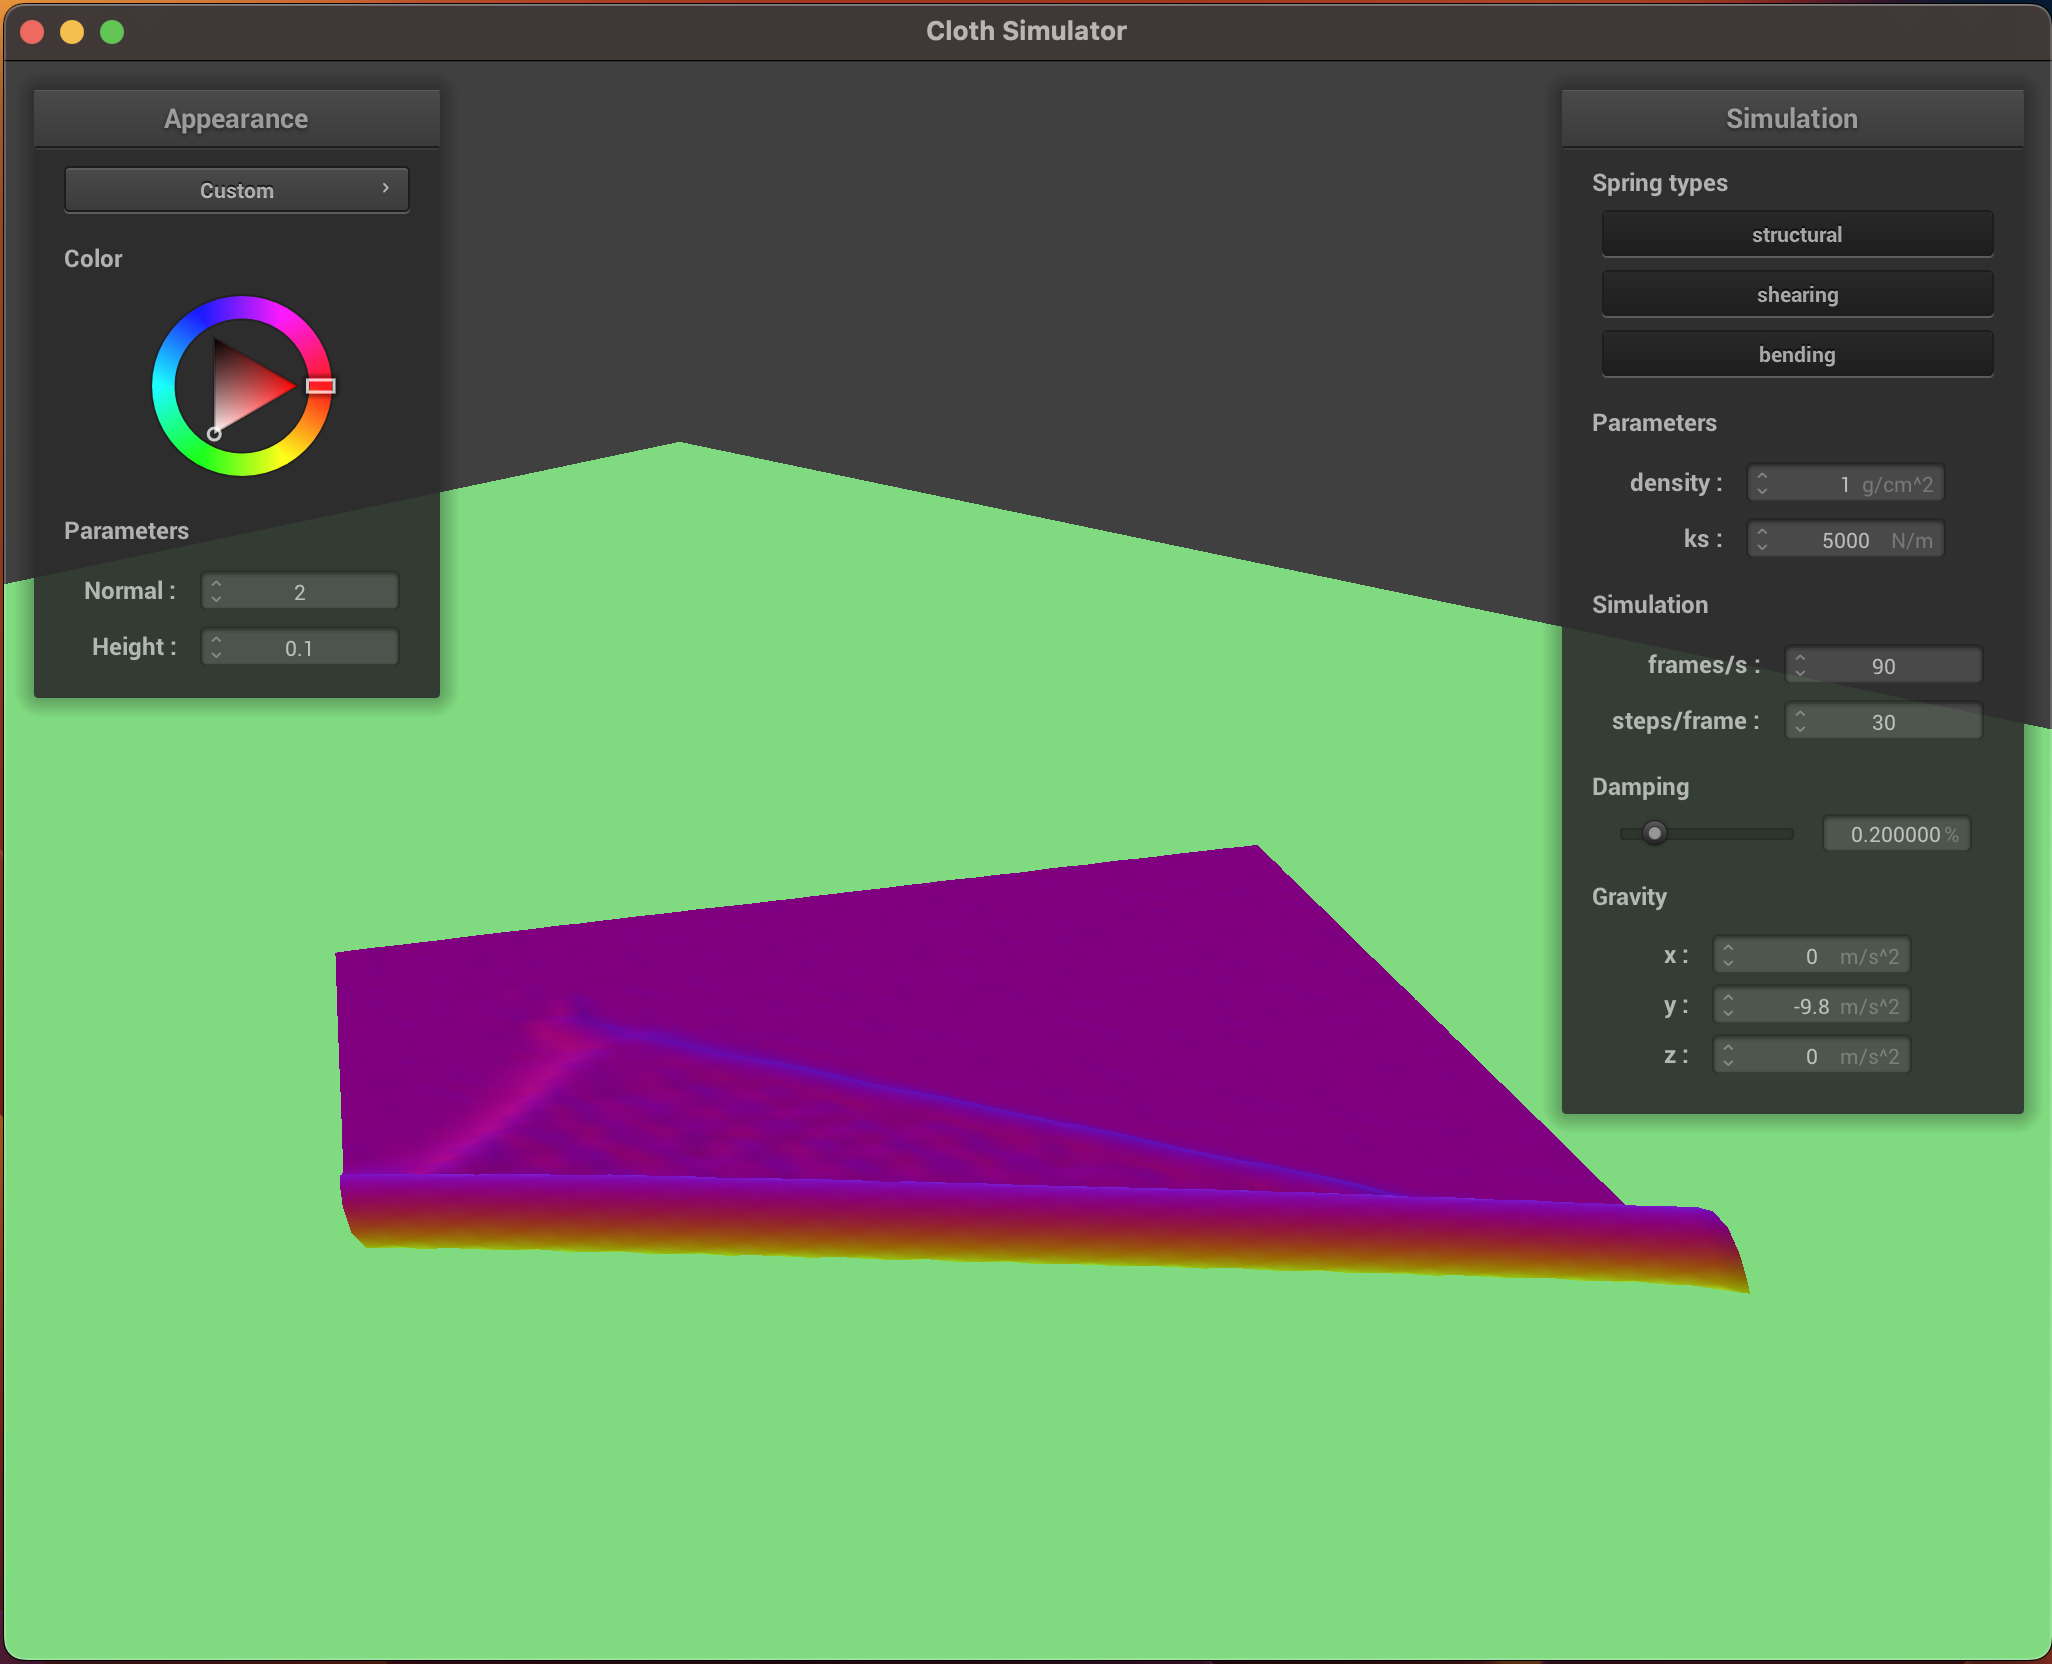 Cloth Simulator
Appearance
Custom
Color
Parameters
Normal : 2
Height : 0.1
Simulation
Spring types
structural
shearing
bending
Parameters
density : 1 g/cm^2
ks : 5000 N/m
Simulation
frames/s : 90
steps/frame : 30
Damping
0.200000 %
Gravity
x : 0 m/s^2
y : -9.8 m/s^2
z : 0 m/s^2